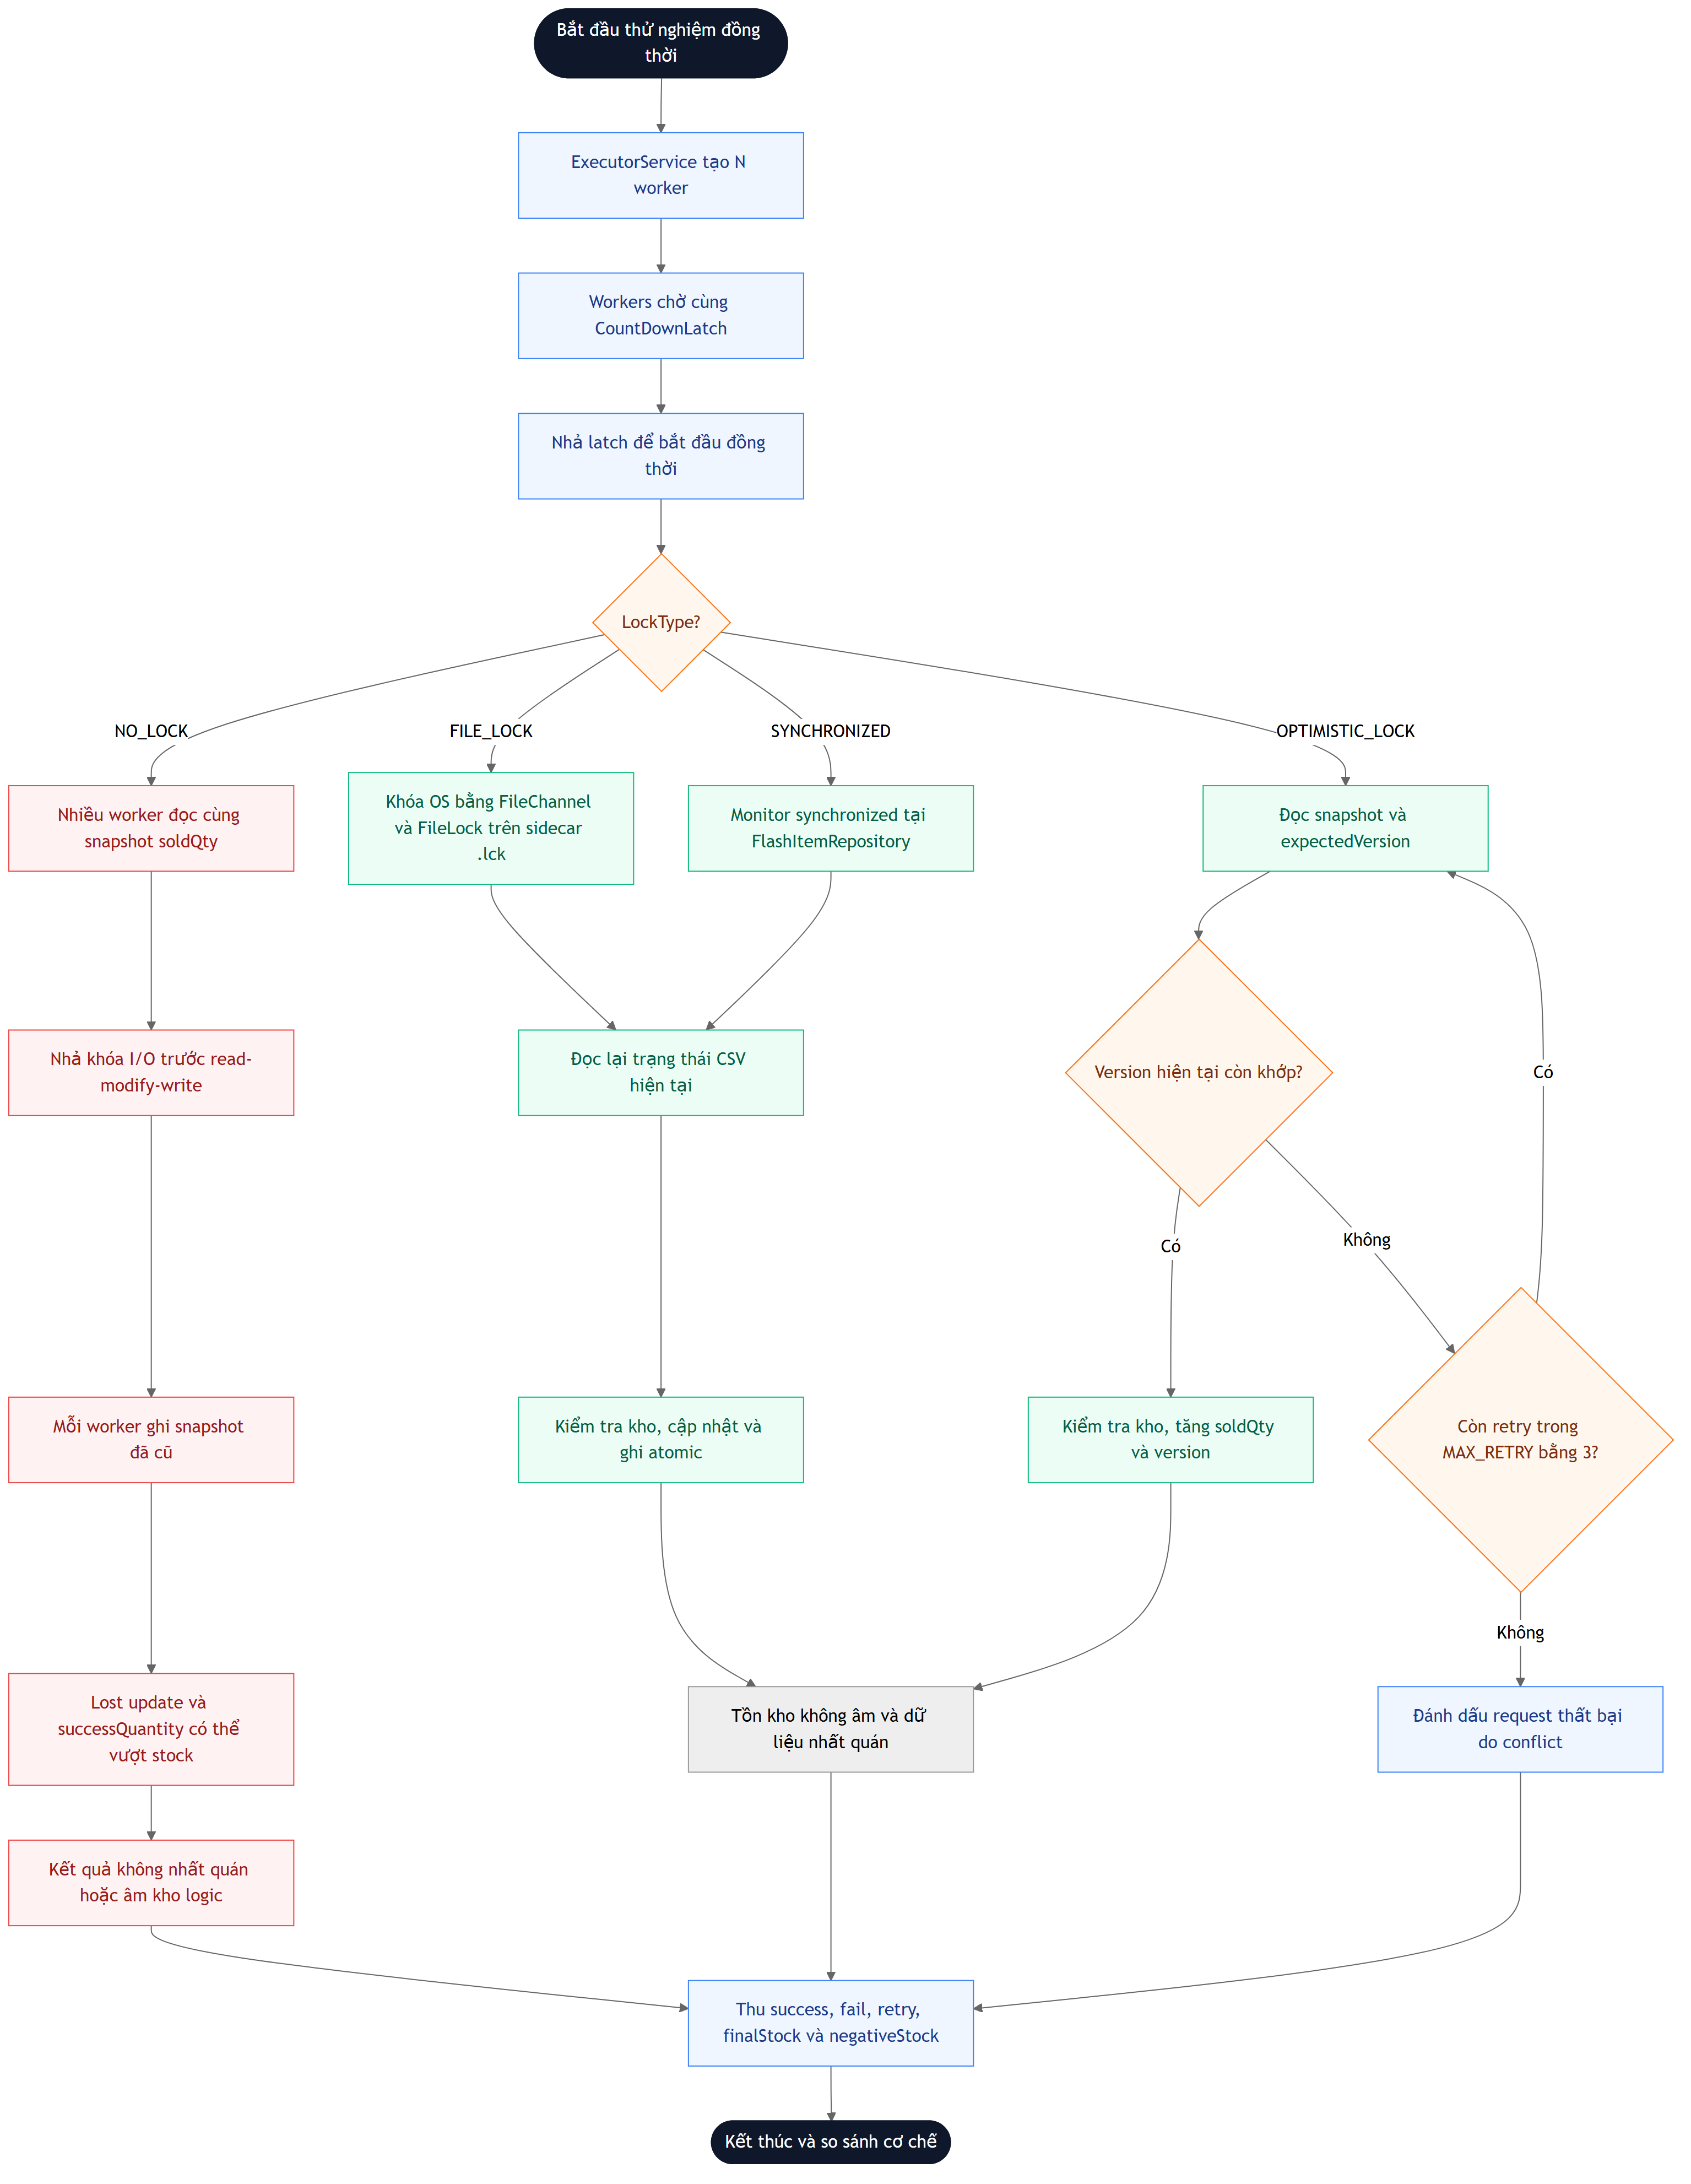 Bắt đầu thử nghiệm đồng
thời
ExecutorService tạo N
worker
Workers chờ cùng
CountDownLatch
Nhả latch để bắt đầu đồng
thời
LockType?
NO_LOCK
FILE_LOCK
SYNCHRONIZED
OPTIMISTIC_LOCK
Nhiều worker đọc cùng
snapshot soldQty
Khóa OS bằng FileChannel
và FileLock trên sidecar
.lck
Monitor synchronized tại
FlashItemRepository
Đọc snapshot và
expectedVersion
Nhả khóa I/O trước read-
modify-write
Đọc lại trạng thái CSV
hiện tại
Version hiện tại còn khớp?
Có
Có
Không
Mỗi worker ghi snapshot
đã cũ
Kiểm tra kho, cập nhật và
ghi atomic
Kiểm tra kho, tăng soldQty
và version
Còn retry trong
MAX_RETRY bằng 3?
Không
Lost update và
successQuantity có thể
vượt stock
Tồn kho không âm và dữ
liệu nhất quán
Đánh dấu request thất bại
do conflict
Kết quả không nhất quán
hoặc âm kho logic
Thu success, fail, retry,
finalStock và negativeStock
Kết thúc và so sánh cơ chế